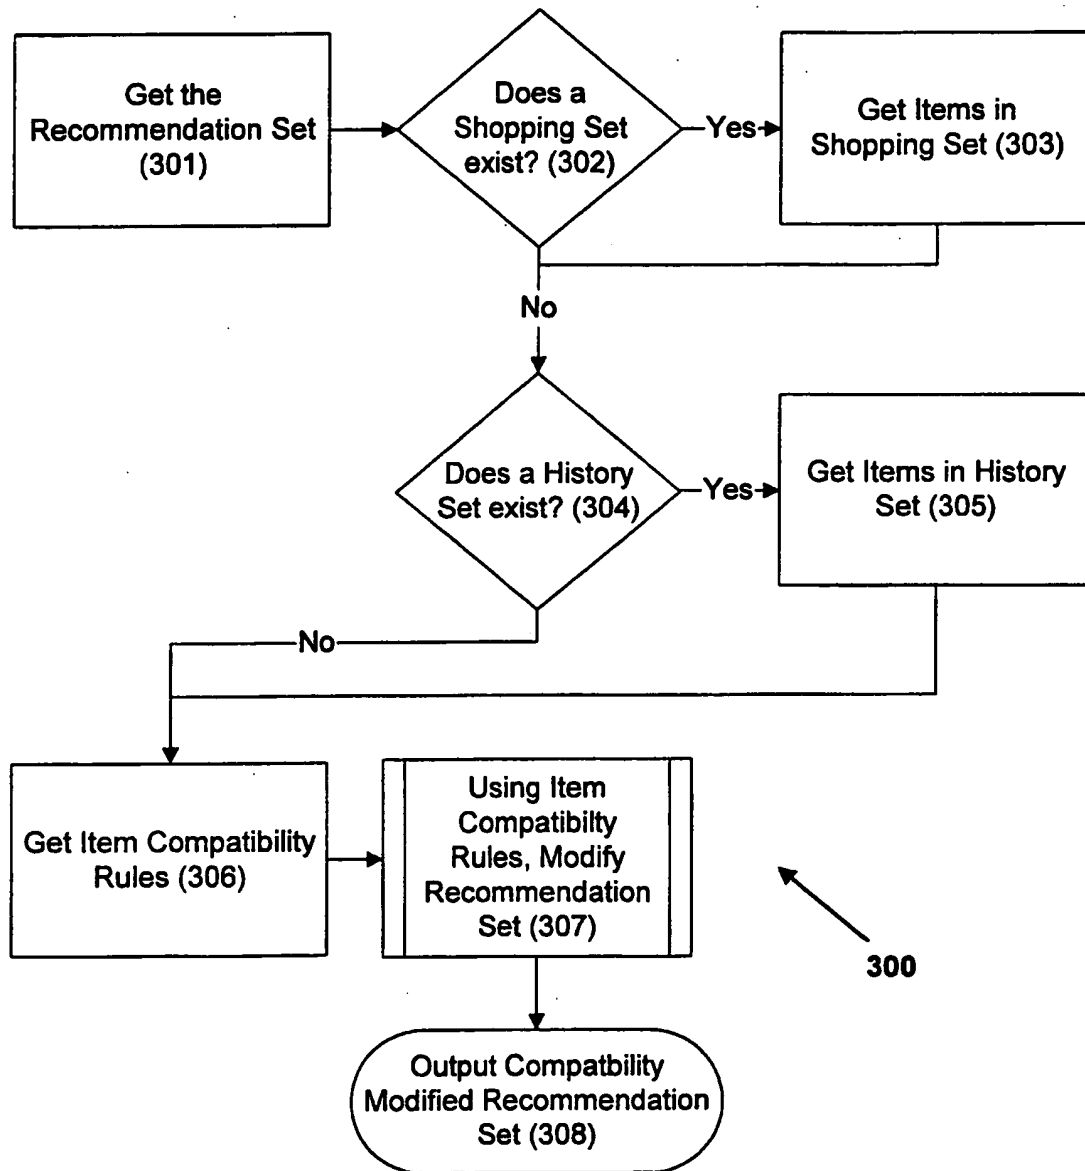 Get the
Recommendation Set
(301)
Does a
Shopping Set
exist? (302)
Yes
Get Items in
Shopping Set (303)
No
Does a History
Set exist? (304)
Yes
Get Items in History
Set (305)
No
Get Item Compatibility
Rules (306)
Using Item
Compatibilty
Rules, Modify
Recommendation
Set (307)
300
Output Compatbility
Modified Recommendation
Set (308)